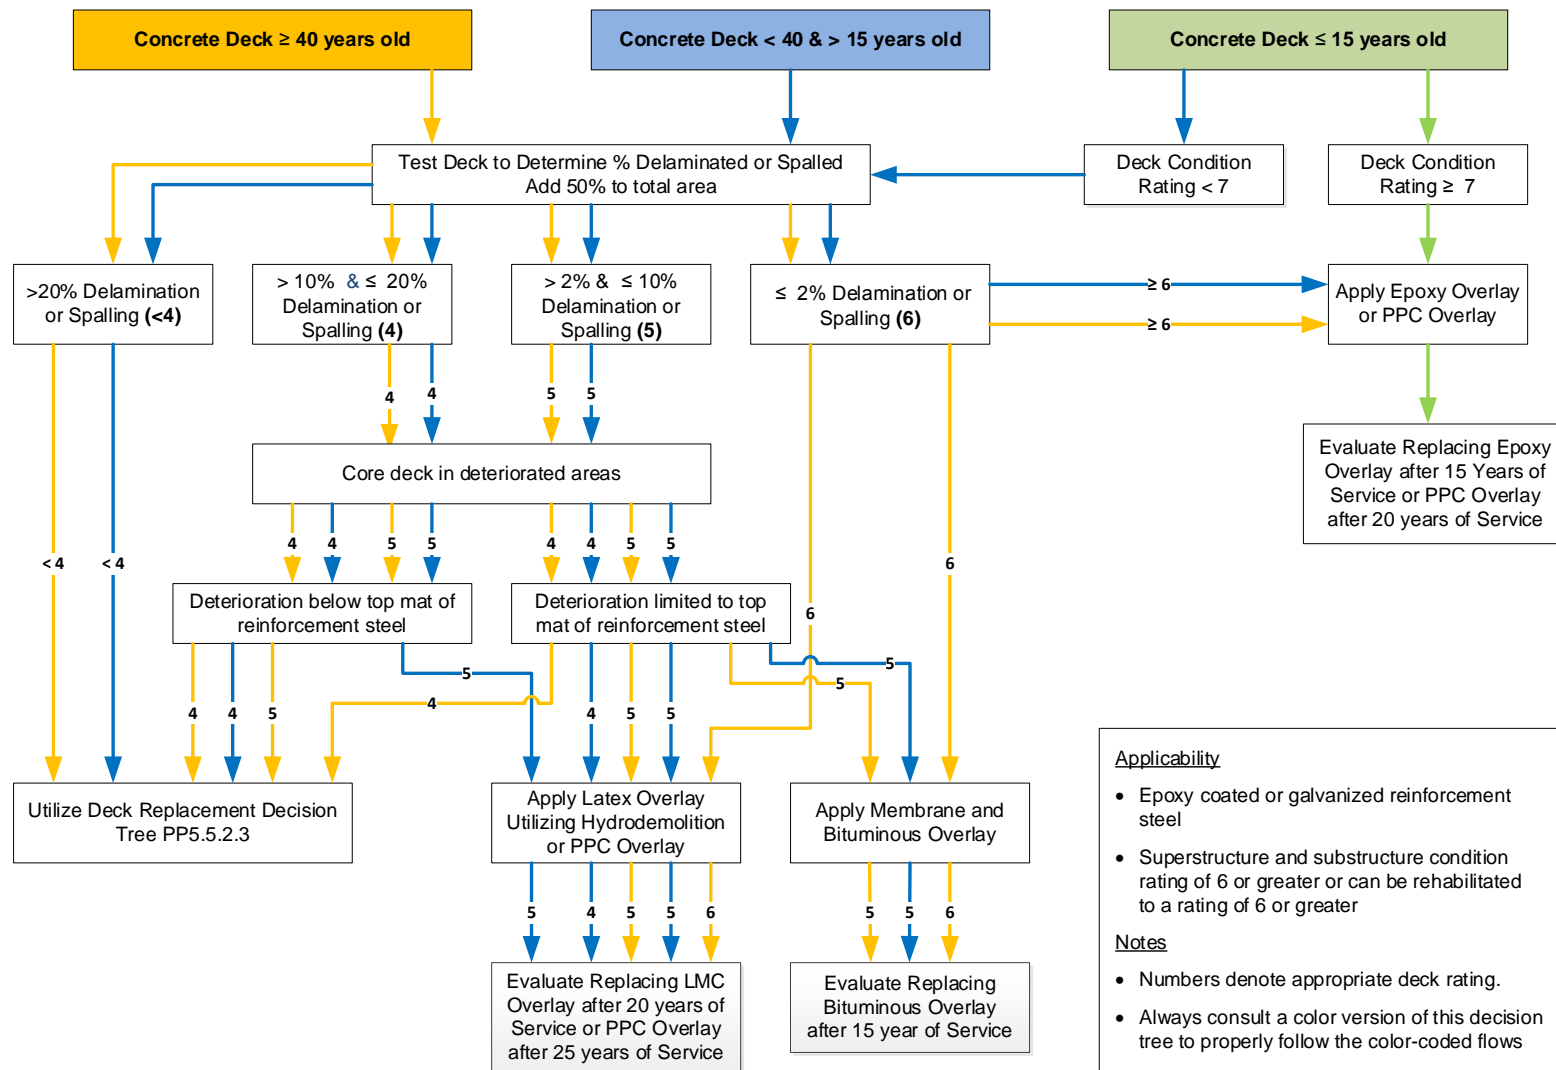 Concrete Deck ≥ 40 years old
Concrete Deck < 40 & > 15 years old
Concrete Deck ≤ 15 years old
Test Deck to Determine % Delaminated or Spalled
Add 50% to total area
Deck Condition
Rating < 7
Deck Condition
Rating ≥ 7
>20% Delamination
or Spalling (<4)
> 10% & ≤ 20%
Delamination or
Spalling (4)
> 2% & ≤ 10%
Delamination or
Spalling (5)
≤ 2% Delamination or
Spalling (6)
≥ 6
≥ 6
Apply Epoxy Overlay
or PPC Overlay
4
4
5
5
Core deck in deteriorated areas
Evaluate Replacing Epoxy
Overlay after 15 Years of
Service or PPC Overlay
after 20 years of Service
< 4
< 4
4
4
5
5
4
4
5
5
6
6
Deterioration below top mat of
reinforcement steel
Deterioration limited to top
mat of reinforcement steel
5
5
5
4
4
4
5
4
5
5
Utilize Deck Replacement Decision
Tree PP5.5.2.3
Apply Latex Overlay
Utilizing Hydrodemolition
or PPC Overlay
Apply Membrane and
Bituminous Overlay
5
4
5
5
6
5
5
6
Evaluate Replacing LMC
Overlay after 20 years of
Service or PPC Overlay
after 25 years of Service
Evaluate Replacing
Bituminous Overlay
after 15 year of Service
Applicability
• Epoxy coated or galvanized reinforcement
steel
• Superstructure and substructure condition
rating of 6 or greater or can be rehabilitated
to a rating of 6 or greater
Notes
• Numbers denote appropriate deck rating.
• Always consult a color version of this decision
tree to properly follow the color-coded flows